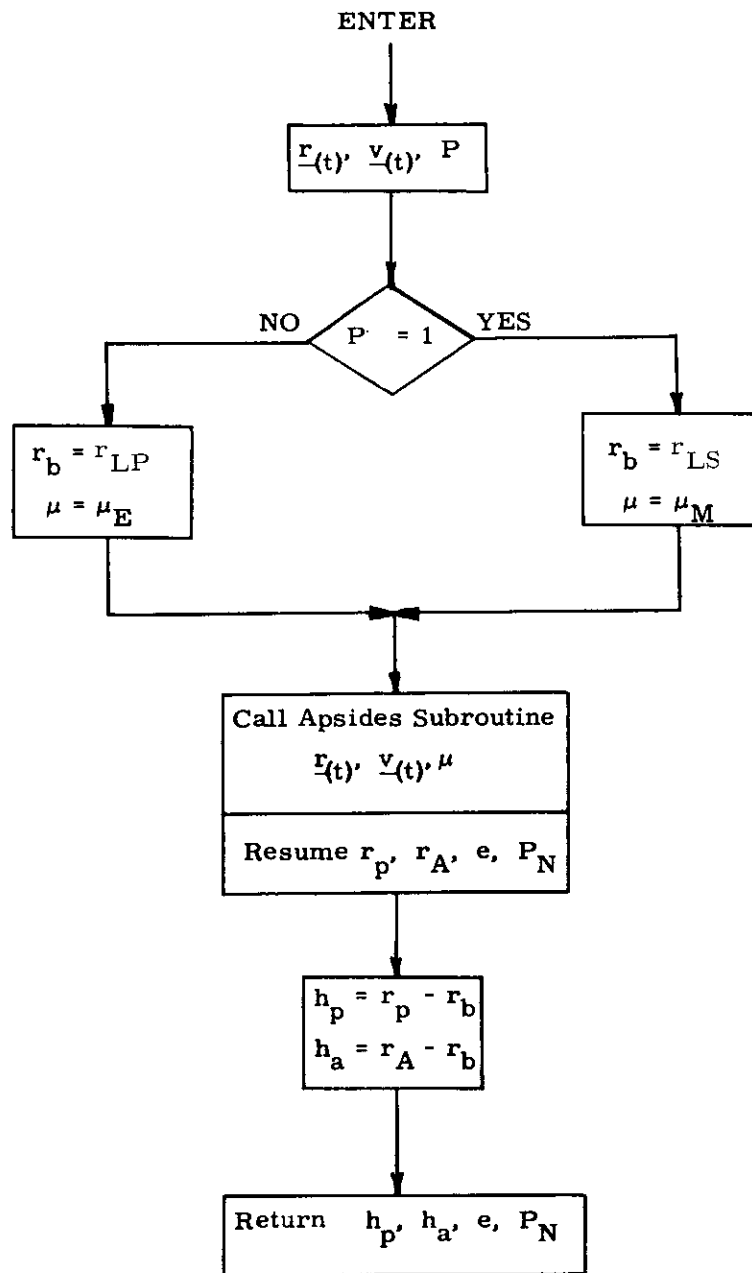 ENTER
r(t), v(t), P
NO
P = 1
YES
r_b = r_LP
μ = μ_E
r_b = r_LS
μ = μ_M
Call Apsides Subroutine
r(t), v(t), μ
Resume r_p, r_A, e, P_N
h_p = r_p - r_b
h_a = r_A - r_b
Return h_p, h_a, e, P_N